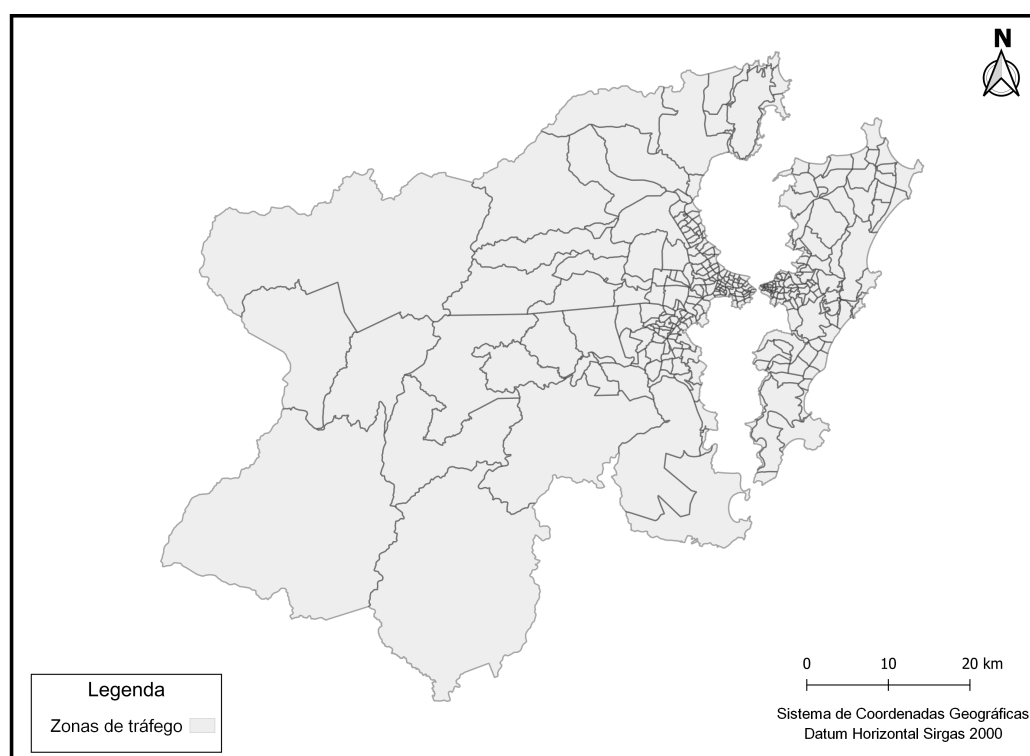 N
0 10 20 km
Legenda
Zonas de tráfego
Sistema de Coordenadas Geográficas
Datum Horizontal Sirgas 2000